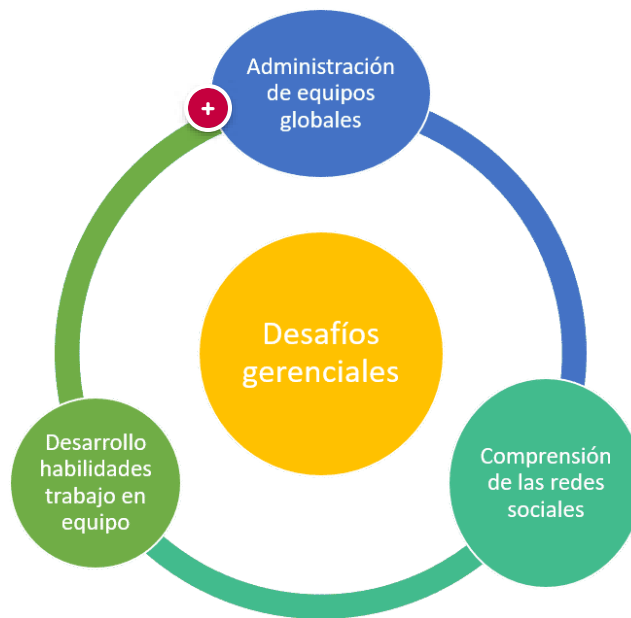 Administración
de equipos
globales
+
Desafíos
gerenciales
Desarrollo
habilidades
trabajo en
equipo
Comprensión
de las redes
sociales